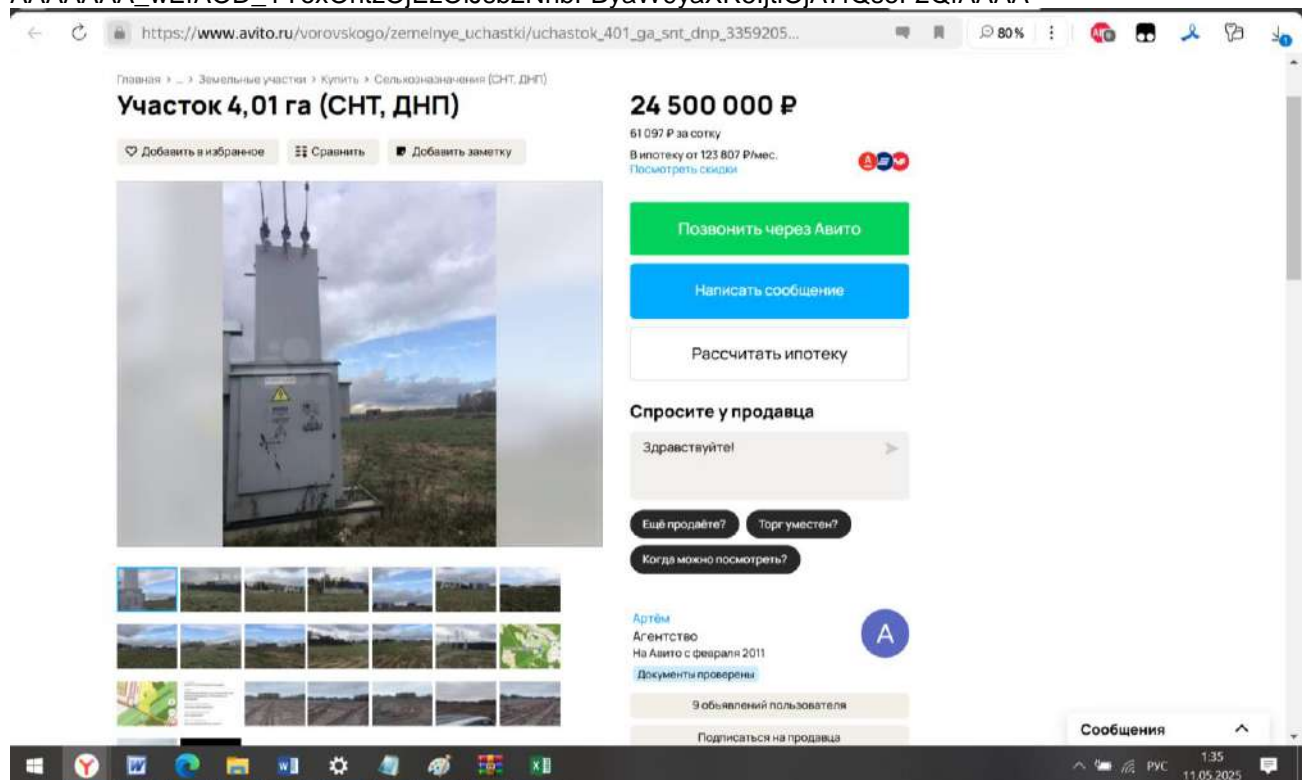 https://www.avito.ru/vorovskogo/zemelnye_uchastki/uchastok_401_ga_snt_dnp_3359205...
80%
Главная > ... > Земельные участки > Купить > Сельхозназначения (СНТ, ДНП)
Участок 4,01 га (СНТ, ДНП)
Добавить в избранное
Сравнить
Добавить заметку
24 500 000 ₽
61 097 ₽ за сотку
В ипотеку от 123 807 ₽/мес.
Посмотреть скидки
Позвонить через Авито
Написать сообщение
Рассчитать ипотеку
Спросите у продавца
Здравствуйте!
Ещё продаёте?
Торг уместен?
Когда можно посмотреть?
Артём
Агентство
На Авито с февраля 2011
Документы проверены
A
9 объявлений пользователя
Подписаться на продавца
Сообщения
РУС
1:35
11.05.2025